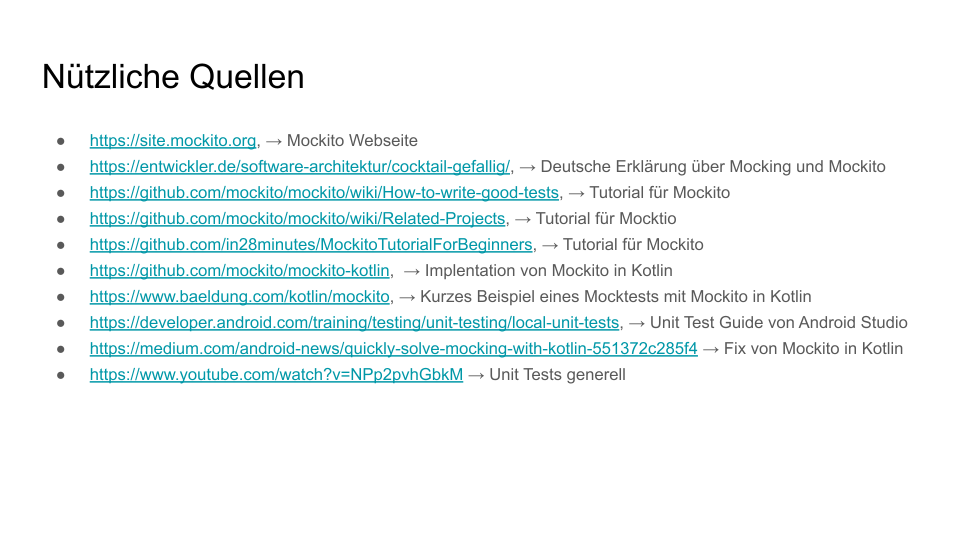 Nützliche Quellen
● https://site.mockito.org, → Mockito Webseite
● https://entwickler.de/software-architektur/cocktail-gefallig/, → Deutsche Erklärung über Mocking und Mockito
● https://github.com/mockito/mockito/wiki/How-to-write-good-tests, → Tutorial für Mockito
● https://github.com/mockito/mockito/wiki/Related-Projects, → Tutorial für Mocktio
● https://github.com/in28minutes/MockitoTutorialForBeginners, → Tutorial für Mockito
● https://github.com/mockito/mockito-kotlin, → Implentation von Mockito in Kotlin
● https://www.baeldung.com/kotlin/mockito, → Kurzes Beispiel eines Mocktests mit Mockito in Kotlin
● https://developer.android.com/training/testing/unit-testing/local-unit-tests, → Unit Test Guide von Android Studio
● https://medium.com/android-news/quickly-solve-mocking-with-kotlin-551372c285f4 → Fix von Mockito in Kotlin
● https://www.youtube.com/watch?v=NPp2pvhGbkM → Unit Tests generell